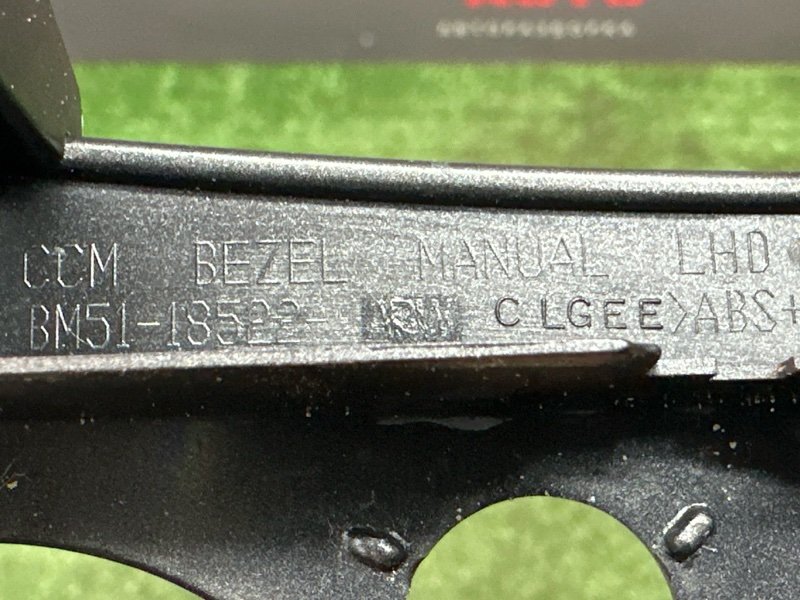 CCM BEZEL MANUAL LHD
BM51-18522- C LGEE >ABS+